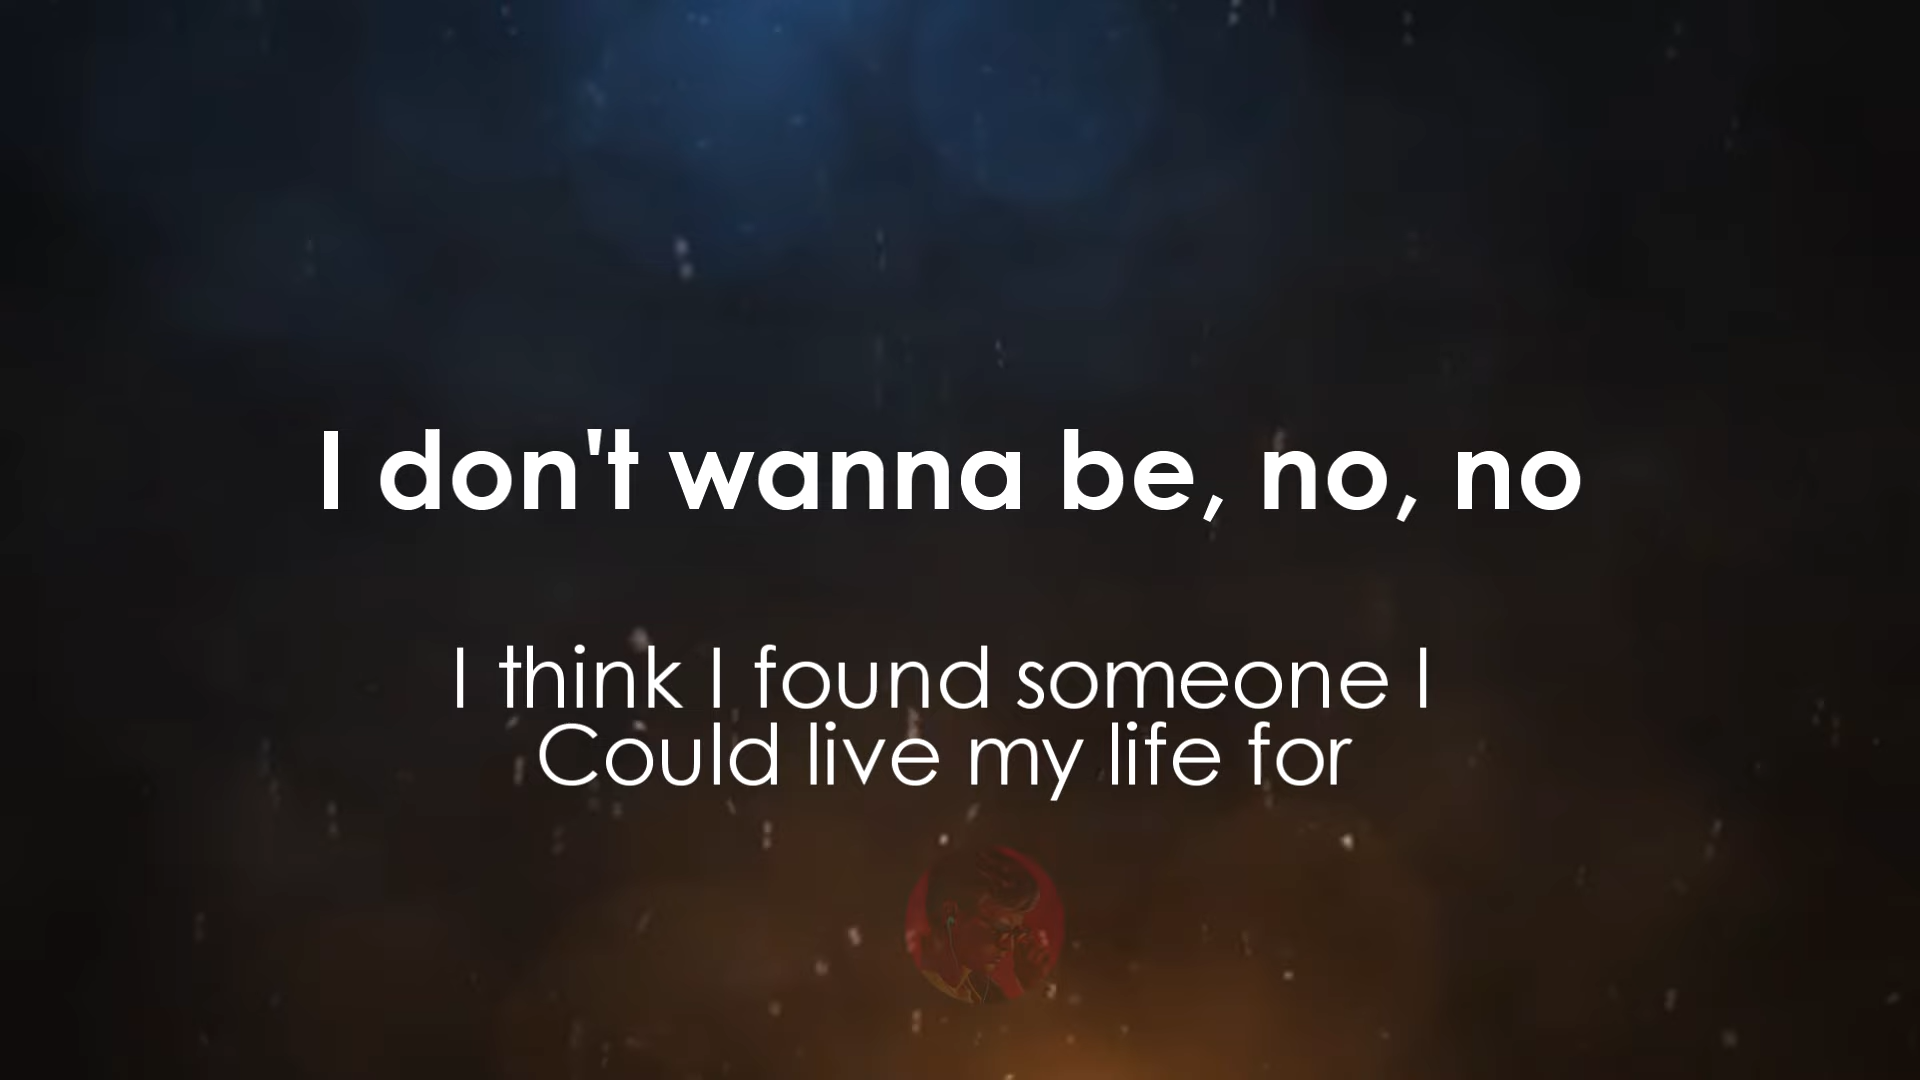 I don't wanna be, no, no
I think I found someone I
Could live my life for